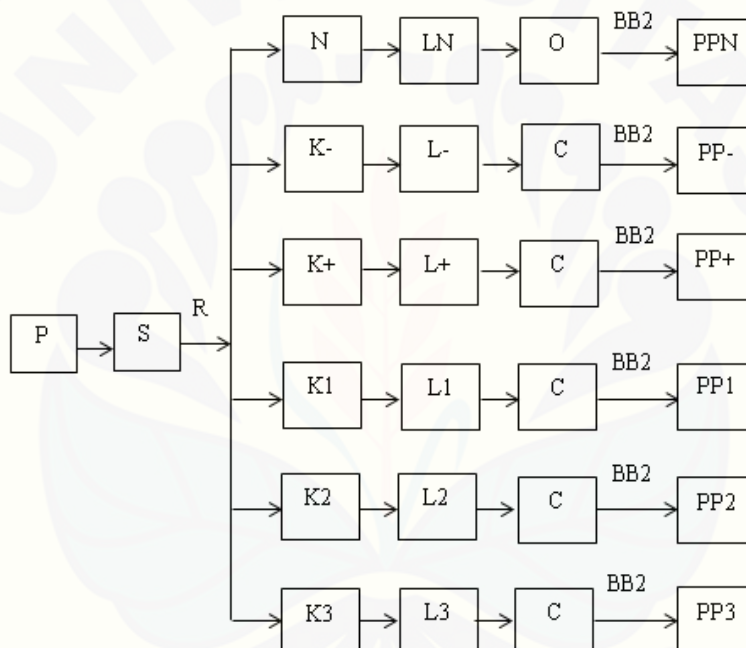 BB2
N LN O PPN
BB2
K- L- C PP-
BB2
K+ L+ C PP+
P S R
BB2
K1 L1 C PP1
BB2
K2 L2 C PP2
BB2
K3 L3 C PP3